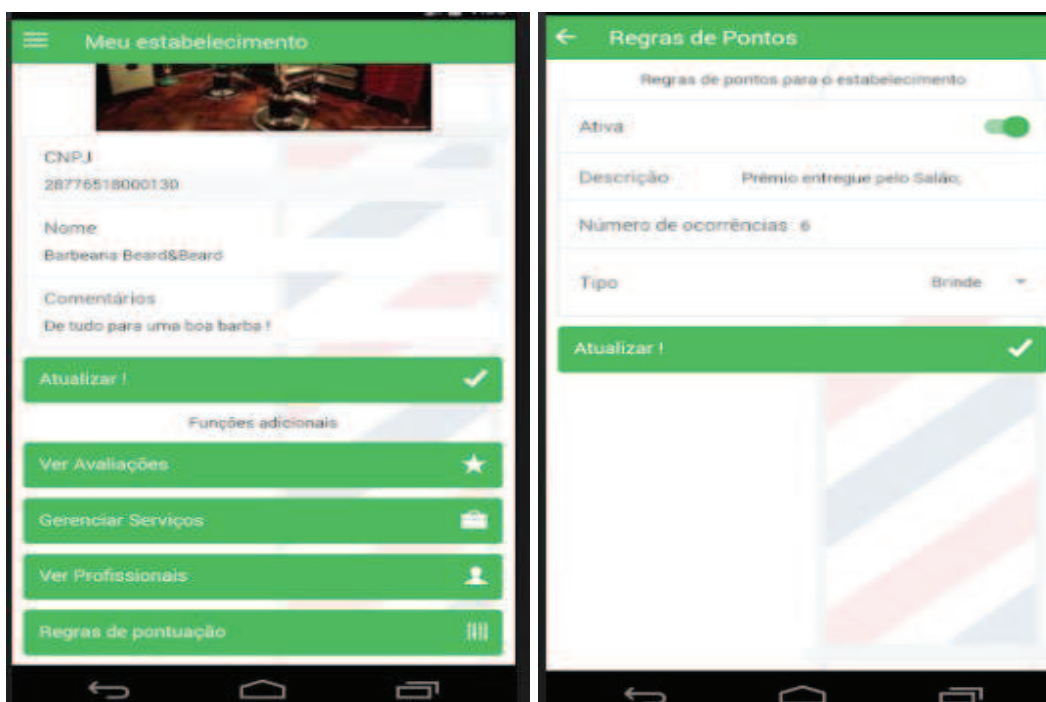 Meu estabelecimento
CNPJ
28776518000130
Nome
Barbearia Beard&Beard
Comentários
De tudo para uma boa barba !
Atualizar !
Funções adicionais
Ver Avaliações
Gerenciar Serviços
Ver Profissionais
Regras de pontuação
Regras de Pontos
Regras de pontos para o estabelecimento
Ativa
Descrição Prêmio entregue pelo Salão;
Número de ocorrências 6
Tipo Brinde
Atualizar !